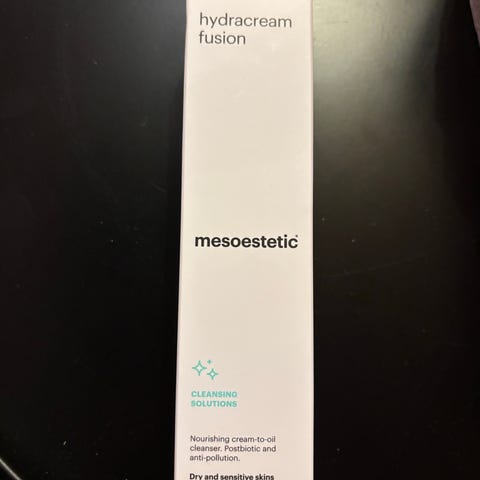 hydracream
fusion
mesoestetic
CLEANSING
SOLUTIONS
Nourishing cream-to-oil
cleanser. Postbiotic and
anti-pollution.
Dry and sensitive skins